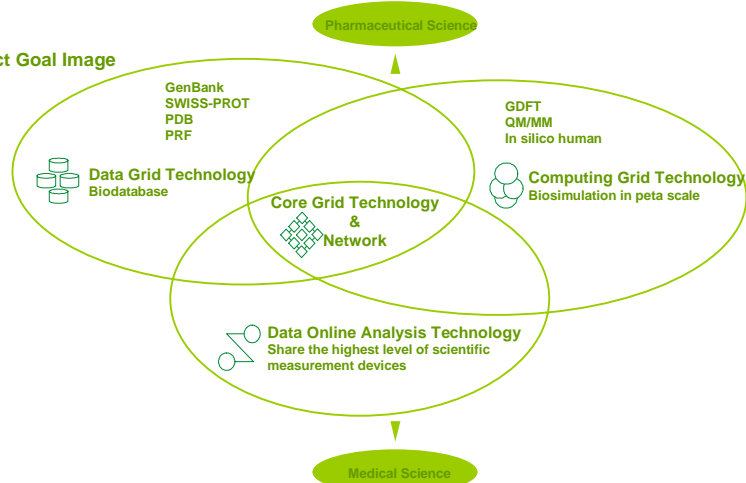 Pharmaceutical Science
ct Goal Image
GenBank
SWISS-PROT
PDB
PRF
GDFT
QM/MM
In silico human
Data Grid Technology
Biodatabase
Computing Grid Technology
Biosimulation in peta scale
Core Grid Technology
&
Network
Data Online Analysis Technology
Share the highest level of scientific
measurement devices
Medical Science